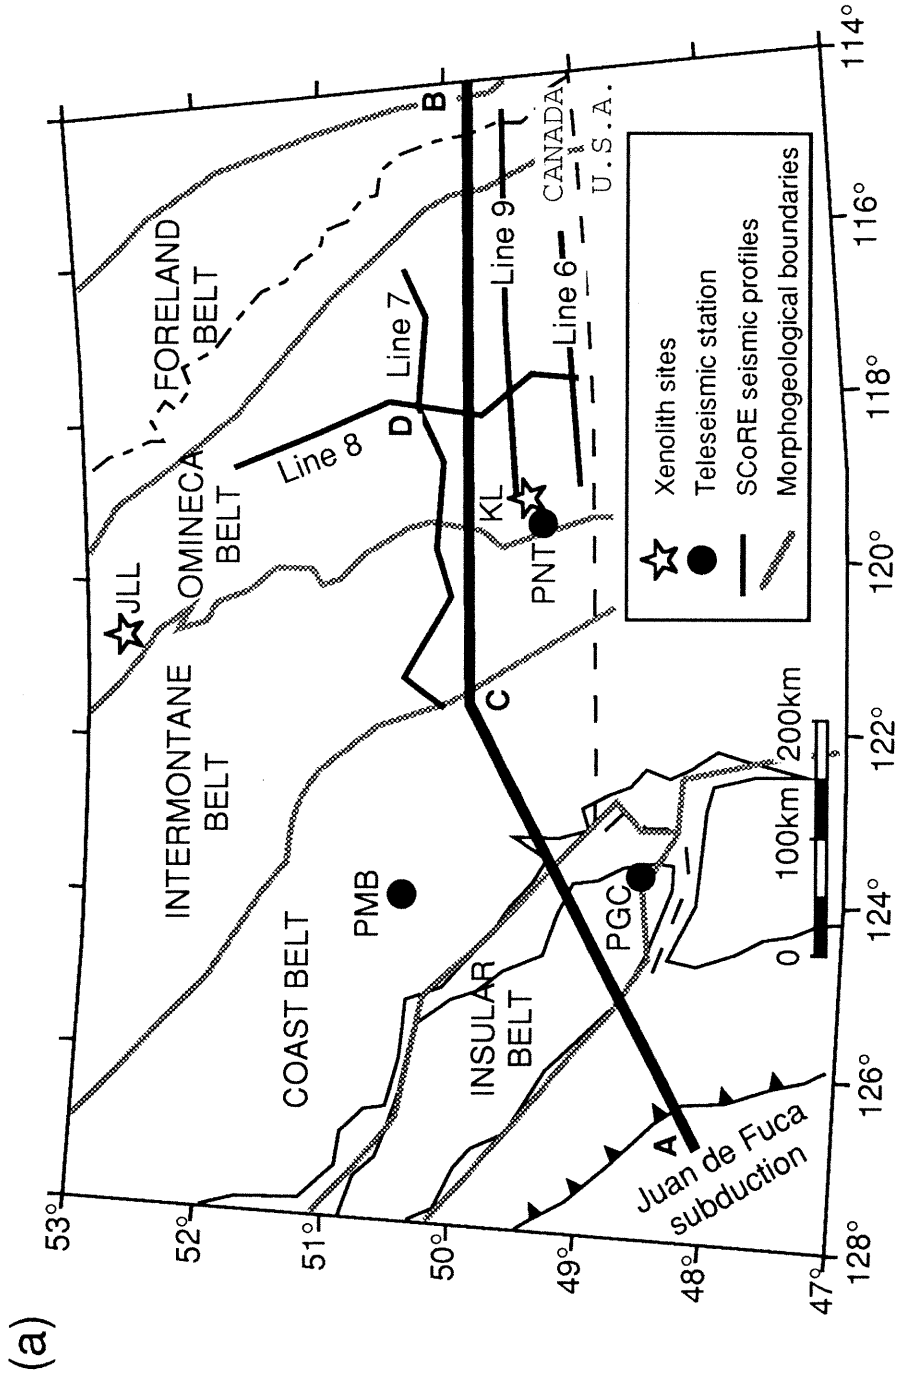 (a)
53°
52°
51°
50°
49°
48°
47°
128°
126°
124°
122°
120°
118°
116°
114°
FORELAND
BELT
OMINECA
BELT
INTERMONTANE
BELT
COAST BELT
INSULAR
BELT
JLL
KL
PNT
PMB
PGC
Line 8
Line 7
Line 9
Line 6
A
B
C
D
CANADA
U.S.A.
Juan de Fuca
subduction
0
100km
200km
Xenolith sites
Teleseismic station
SCoRE seismic profiles
Morphogeological boundaries